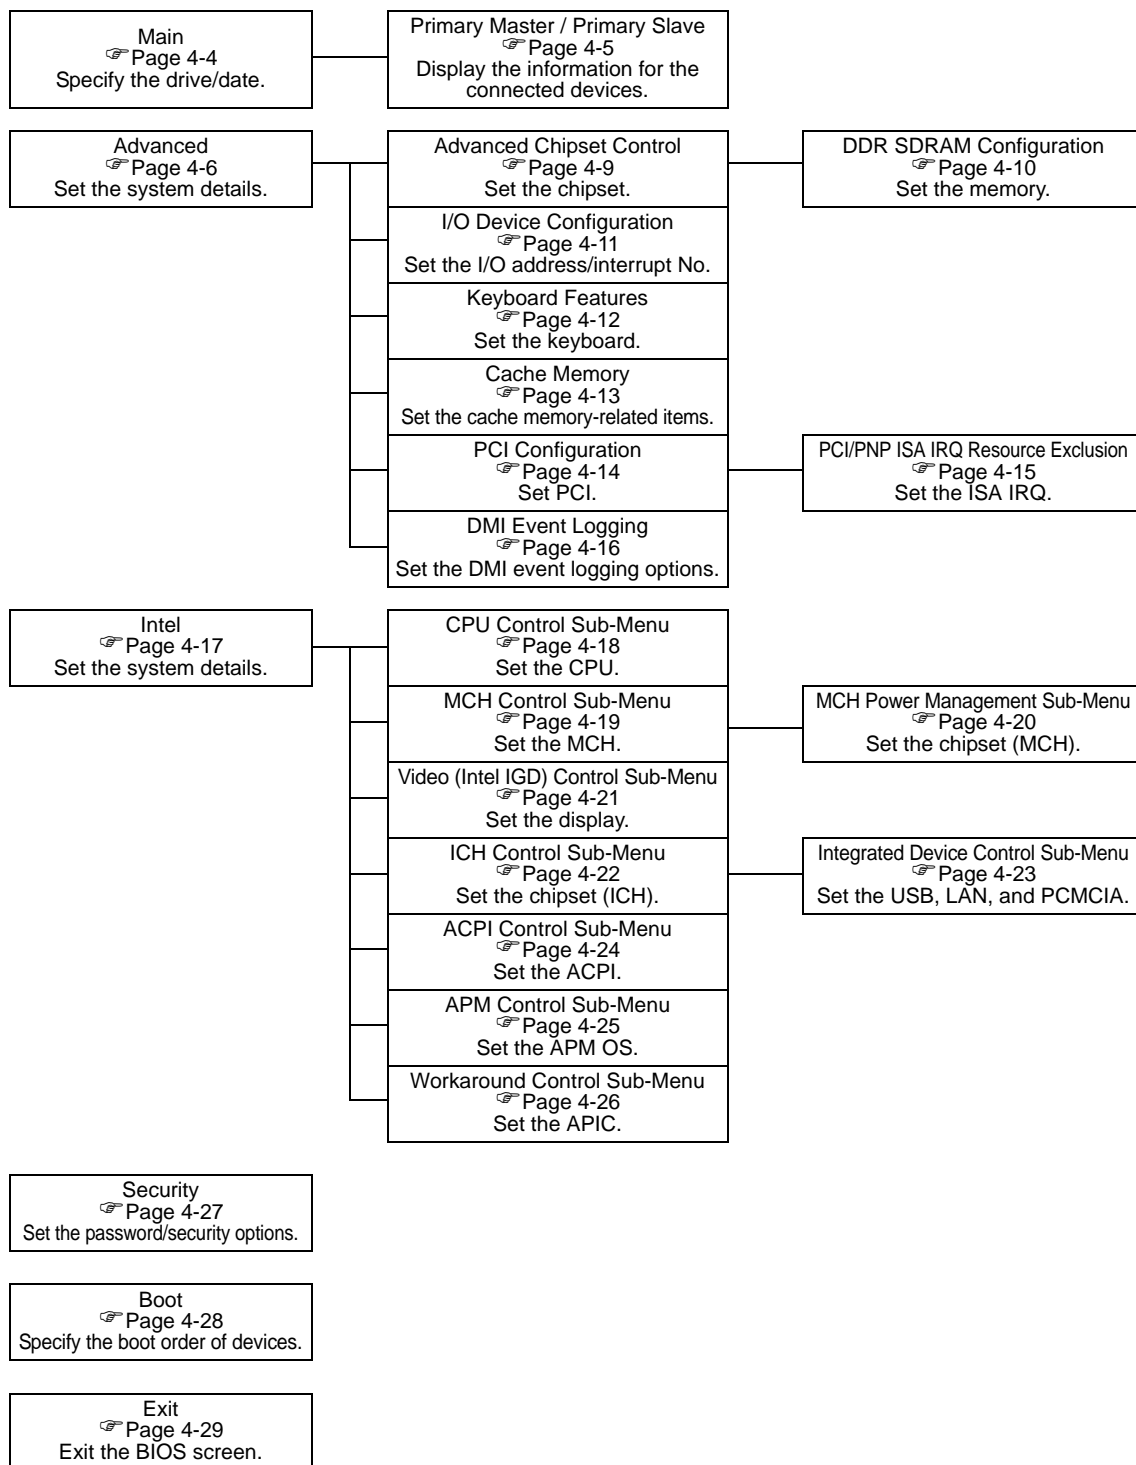 Main
☞ Page 4-4
Specify the drive/date.
Primary Master / Primary Slave
☞ Page 4-5
Display the information for the
connected devices.
Advanced
☞ Page 4-6
Set the system details.
Advanced Chipset Control
☞ Page 4-9
Set the chipset.
DDR SDRAM Configuration
☞ Page 4-10
Set the memory.
I/O Device Configuration
☞ Page 4-11
Set the I/O address/interrupt No.
Keyboard Features
☞ Page 4-12
Set the keyboard.
Cache Memory
☞ Page 4-13
Set the cache memory-related items.
PCI Configuration
☞ Page 4-14
Set PCI.
PCI/PNP ISA IRQ Resource Exclusion
☞ Page 4-15
Set the ISA IRQ.
DMI Event Logging
☞ Page 4-16
Set the DMI event logging options.
Intel
☞ Page 4-17
Set the system details.
CPU Control Sub-Menu
☞ Page 4-18
Set the CPU.
MCH Control Sub-Menu
☞ Page 4-19
Set the MCH.
MCH Power Management Sub-Menu
☞ Page 4-20
Set the chipset (MCH).
Video (Intel IGD) Control Sub-Menu
☞ Page 4-21
Set the display.
ICH Control Sub-Menu
☞ Page 4-22
Set the chipset (ICH).
Integrated Device Control Sub-Menu
☞ Page 4-23
Set the USB, LAN, and PCMCIA.
ACPI Control Sub-Menu
☞ Page 4-24
Set the ACPI.
APM Control Sub-Menu
☞ Page 4-25
Set the APM OS.
Workaround Control Sub-Menu
☞ Page 4-26
Set the APIC.
Security
☞ Page 4-27
Set the password/security options.
Boot
☞ Page 4-28
Specify the boot order of devices.
Exit
☞ Page 4-29
Exit the BIOS screen.